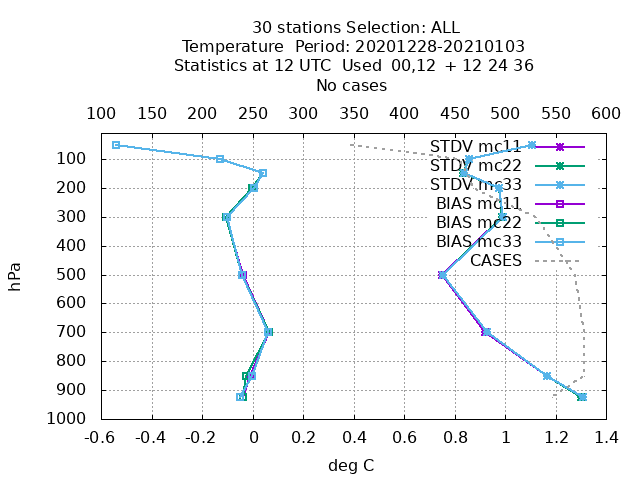 30 stations Selection: ALL
Temperature  Period: 20201228-20210103
Statistics at 12 UTC  Used  00,12  + 12 24 36
No cases
100 150 200 250 300 350 400 450 500 550 600
STDV mc11
STDV mc22
STDV mc33
BIAS mc11
BIAS mc22
BIAS mc33
CASES
hPa
100
200
300
400
500
600
700
800
900
1000
-0.6 -0.4 -0.2 0 0.2 0.4 0.6 0.8 1 1.2 1.4
deg C